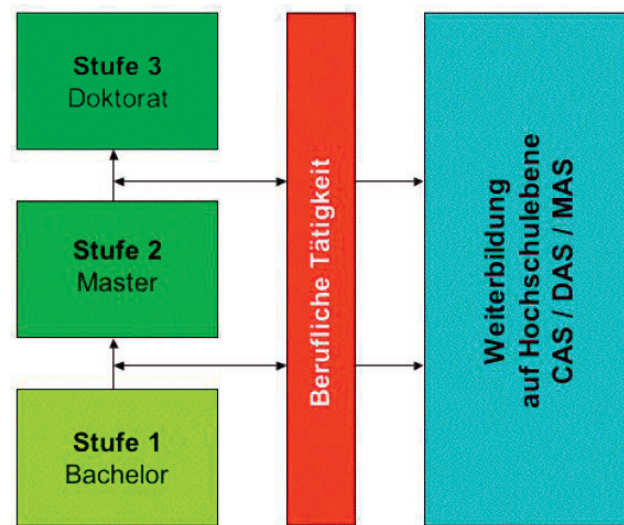 Stufe 3
Doktorat
Stufe 2
Master
Stufe 1
Bachelor
Berufliche Tätigkeit
Weiterbildung
auf Hochschulebene
CAS / DAS / MAS